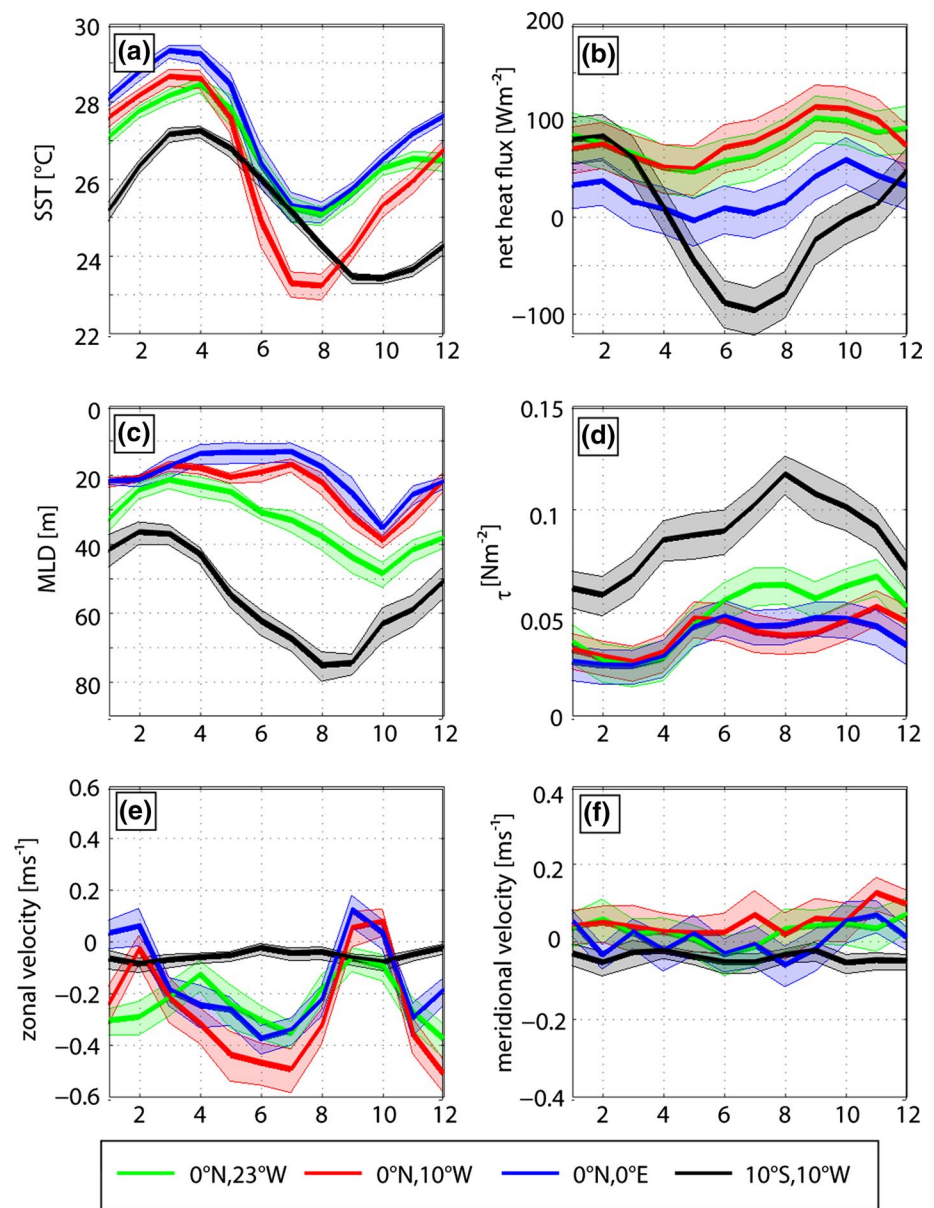 (a)
SST [°C]
30
28
26
24
22
2 4 6 8 10 12
(b)
net heat flux [Wm⁻²]
200
100
0
−100
2 4 6 8 10 12
(c)
MLD [m]
0
20
40
60
80
2 4 6 8 10 12
(d)
τ[Nm⁻²]
0.15
0.1
0.05
0
2 4 6 8 10 12
(e)
zonal velocity [ms⁻¹]
0.6
0.4
0.2
0
−0.2
−0.4
−0.6
2 4 6 8 10 12
(f)
meridional velocity [ms⁻¹]
0.4
0.2
0
−0.2
−0.4
2 4 6 8 10 12
0°N,23°W 0°N,10°W 0°N,0°E 10°S,10°W